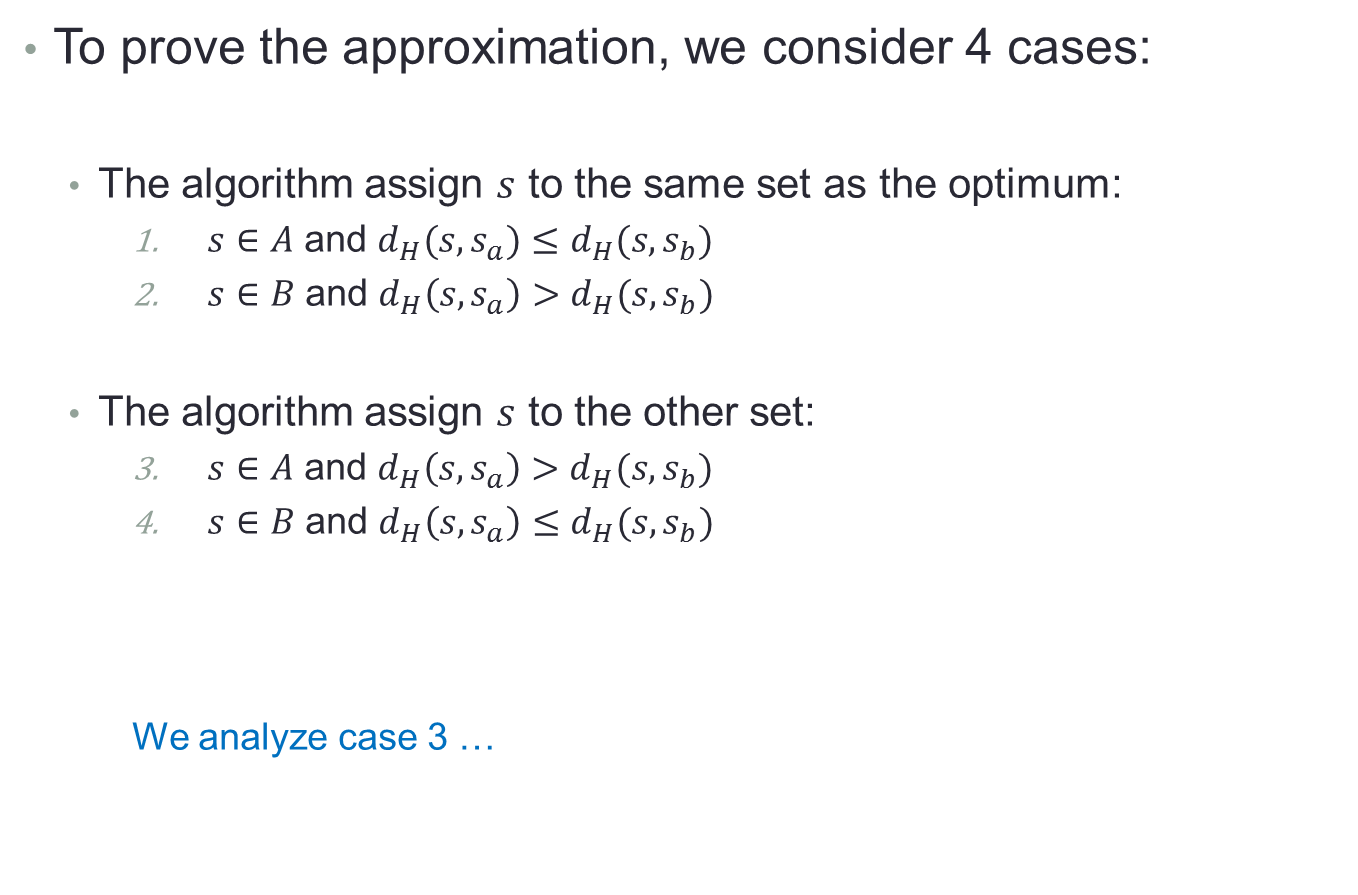 • To prove the approximation, we consider 4 cases:
• The algorithm assign s to the same set as the optimum:
1. s ∈ A and d_H(s, s_a) ≤ d_H(s, s_b)
2. s ∈ B and d_H(s, s_a) > d_H(s, s_b)
• The algorithm assign s to the other set:
3. s ∈ A and d_H(s, s_a) > d_H(s, s_b)
4. s ∈ B and d_H(s, s_a) ≤ d_H(s, s_b)
We analyze case 3 …